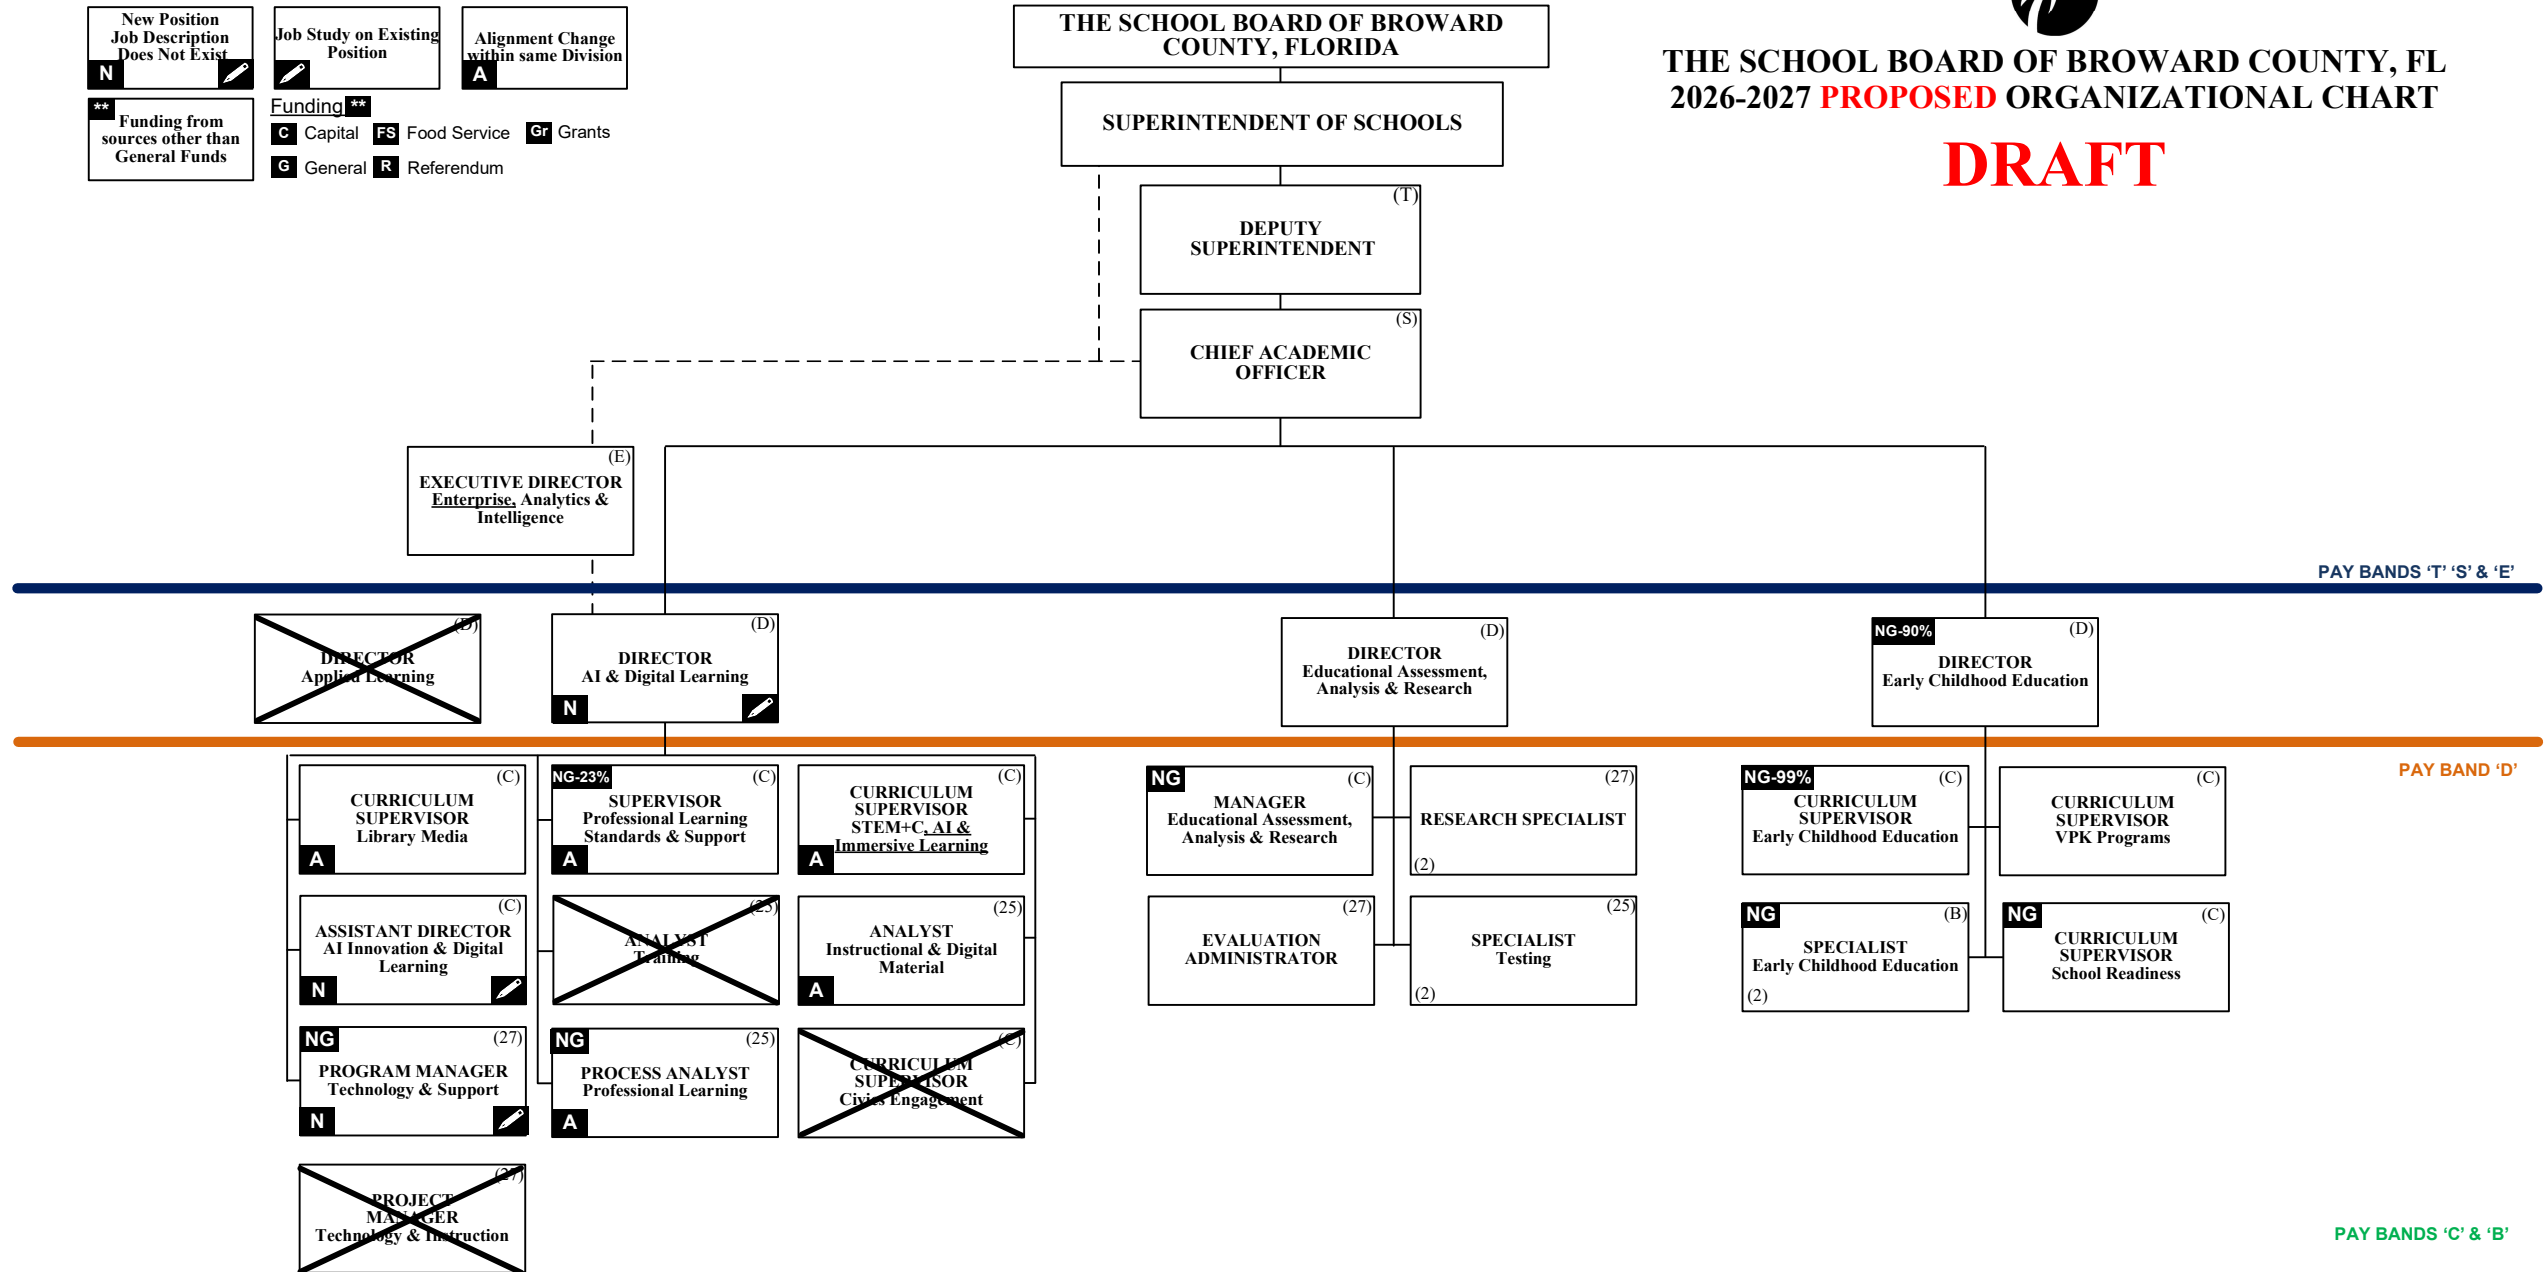 New Position
Job Description
Does Not Exist
N
Job Study on Existing
Position
Alignment Change
within same Division
A
**
Funding from
sources other than
General Funds
Funding **
C Capital FS Food Service Gr Grants
G General R Referendum
THE SCHOOL BOARD OF BROWARD
COUNTY, FLORIDA
SUPERINTENDENT OF SCHOOLS
THE SCHOOL BOARD OF BROWARD COUNTY, FL
2026-2027 PROPOSED ORGANIZATIONAL CHART
DRAFT
(T)
DEPUTY
SUPERINTENDENT
(S)
CHIEF ACADEMIC
OFFICER
(E)
EXECUTIVE DIRECTOR
Enterprise, Analytics &
Intelligence
PAY BANDS ‘T’ ‘S’ & ‘E’
(D)
DIRECTOR
Applied Learning
(D)
DIRECTOR
AI & Digital Learning
N
(D)
DIRECTOR
Educational Assessment,
Analysis & Research
NG-90%
(D)
DIRECTOR
Early Childhood Education
PAY BAND ‘D’
(C)
CURRICULUM
SUPERVISOR
Library Media
A
NG-23%
(C)
SUPERVISOR
Professional Learning
Standards & Support
A
(C)
CURRICULUM
SUPERVISOR
STEM+C, AI &
Immersive Learning
A
NG
(C)
MANAGER
Educational Assessment,
Analysis & Research
(27)
RESEARCH SPECIALIST
(2)
NG-99%
(C)
CURRICULUM
SUPERVISOR
Early Childhood Education
(C)
CURRICULUM
SUPERVISOR
VPK Programs
(C)
ASSISTANT DIRECTOR
AI Innovation & Digital
Learning
N
(25)
ANALYST
Training
(25)
ANALYST
Instructional & Digital
Material
A
(27)
EVALUATION
ADMINISTRATOR
(25)
SPECIALIST
Testing
(2)
NG
(B)
SPECIALIST
Early Childhood Education
(2)
NG
(C)
CURRICULUM
SUPERVISOR
School Readiness
NG
(27)
PROGRAM MANAGER
Technology & Support
N
NG
(25)
PROCESS ANALYST
Professional Learning
A
(C)
CURRICULUM
SUPERVISOR
Civics Engagement
(27)
PROJECT
MANAGER
Technology & Instruction
PAY BANDS ‘C’ & ‘B’